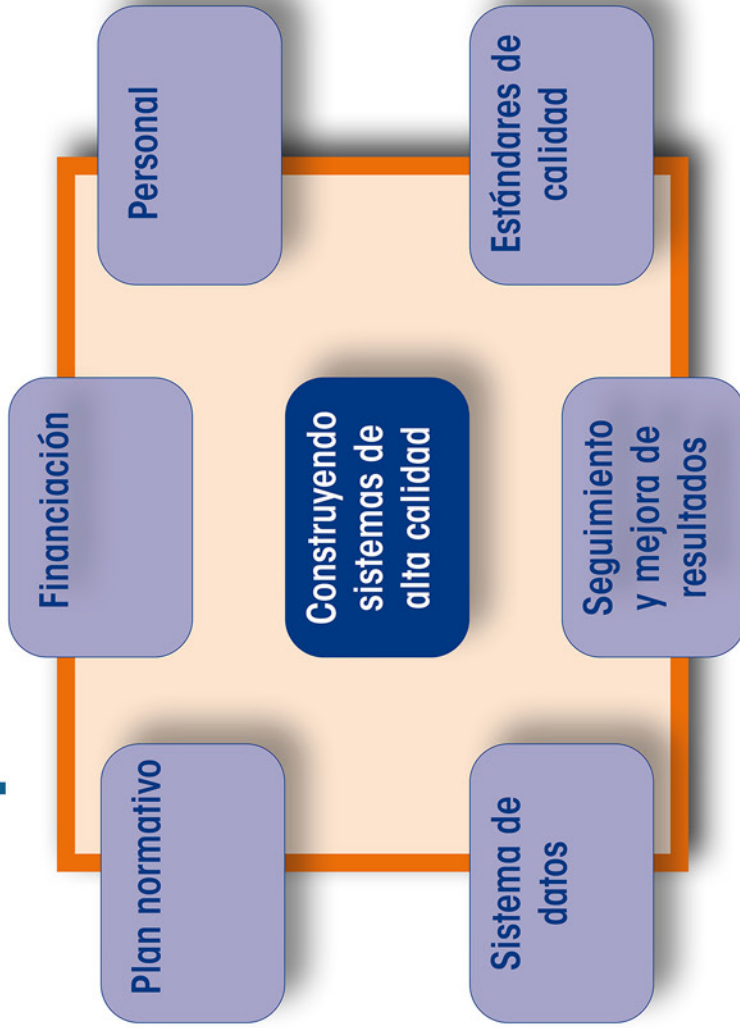 Plan normativo
Financiación
Personal
Construyendo
sistemas de
alta calidad
Sistema de
datos
Seguimiento
y mejora de
resultados
Estándares de
calidad